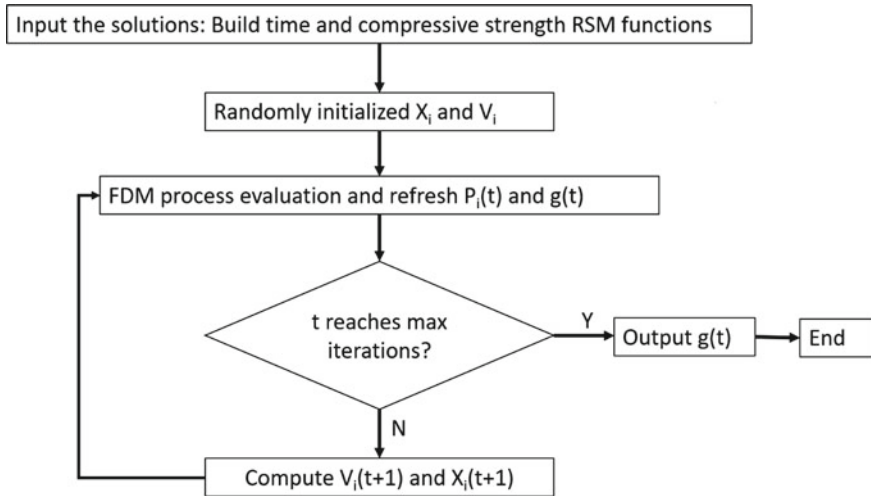 Input the solutions: Build time and compressive strength RSM functions
Randomly initialized Xᵢ and Vᵢ
FDM process evaluation and refresh Pᵢ(t) and g(t)
t reaches max
iterations?
Y
Output g(t)
End
N
Compute Vᵢ(t+1) and Xᵢ(t+1)